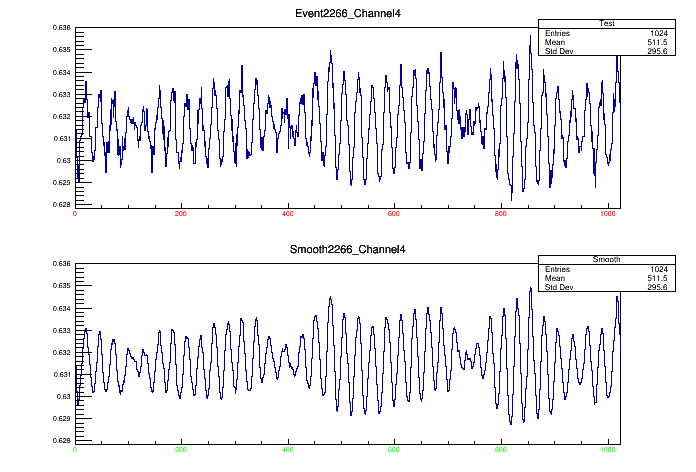 Event2266_Channel4
Test
Entries 1024
Mean 511.5
Std Dev 295.6
0.636
0.635
0.634
0.633
0.632
0.631
0.63
0.629
0.628
0 200 400 600 800 1000
Smooth2266_Channel4
Smooth
Entries 1024
Mean 511.5
Std Dev 295.6
0.636
0.635
0.634
0.633
0.632
0.631
0.63
0.629
0.628
0 200 400 600 800 1000